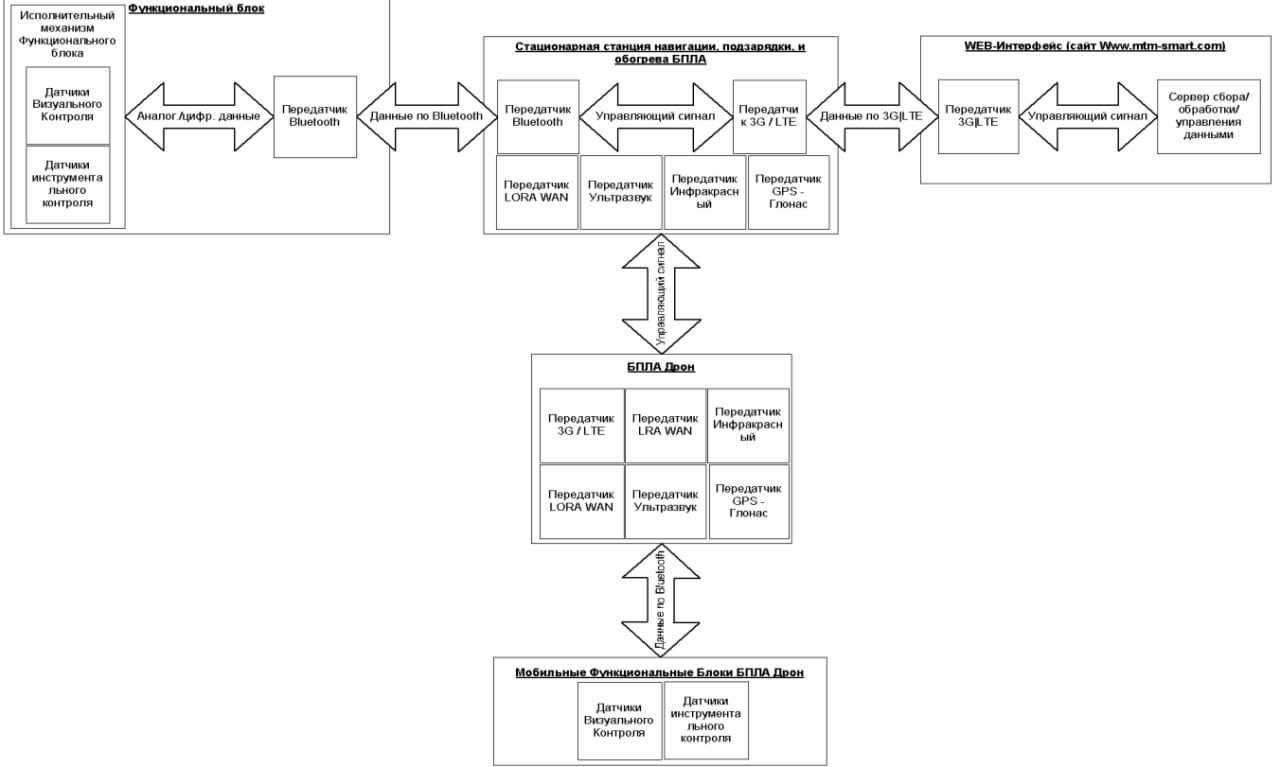 Функциональный блок
Исполнительный
механизм
Функционального
блока
Датчики
Визуального
Контроля
Датчики
инструмента
льного
контроля
Аналог./цифр. данные
Передатчик
Bluetooth
Данные по Bluetooth
Стационарная станция навигации, подзарядки, и
обогрева БПЛА
Передатчик
Bluetooth
Управляющий сигнал
Передатчи
к 3G / LTE
Передатчик
LORA WAN
Передатчик
Ультразвук
Передатчик
Инфракрасн
ый
Передатчик
GPS -
Глонас
Данные по 3G|LTE
WEB-Интерфейс (сайт Www.mtm-smart.com)
Передатчик
3G|LTE
Управляющий сигнал
Сервер сбора/
обработки/
управления
данными
Управляющий сигнал
БПЛА Дрон
Передатчик
3G / LTE
Передатчик
LRA WAN
Передатчик
Инфракрасн
ый
Передатчик
LORA WAN
Передатчик
Ультразвук
Передатчик
GPS -
Глонас
Данные по Bluetooth
Мобильные Функциональные Блоки БПЛА Дрон
Датчики
Визуального
Контроля
Датчики
инструмента
льного
контроля